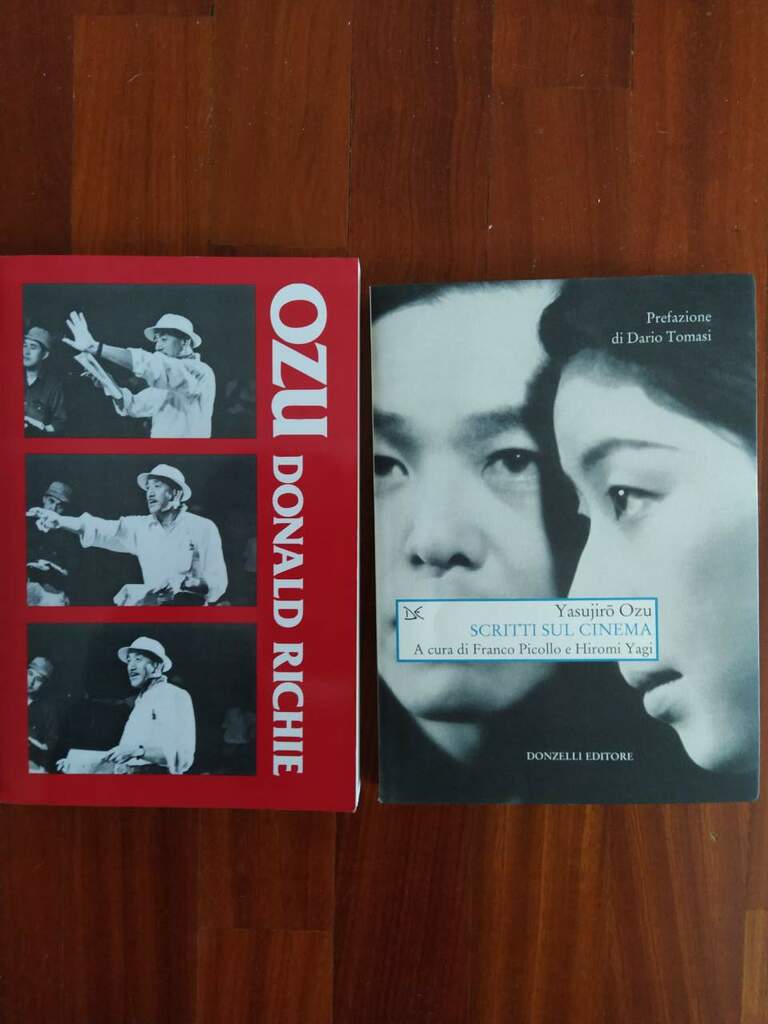 OZU DONALD RICHIE
Prefazione
di Dario Tomasi
Yasujirō Ozu
SCRITTI SUL CINEMA
A cura di Franco Picollo e Hiromi Yagi
DONZELLI EDITORE